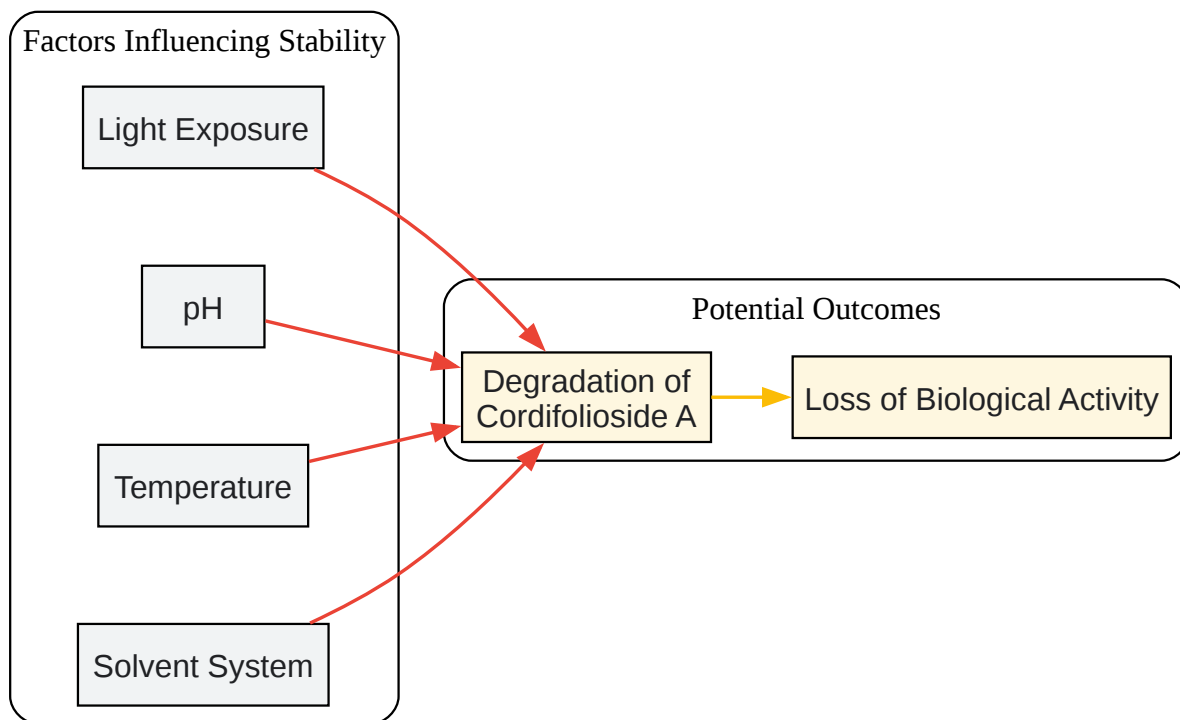 Factors Influencing Stability
Light Exposure
pH
Temperature
Solvent System
Potential Outcomes
Degradation of
Cordifolioside A
Loss of Biological Activity